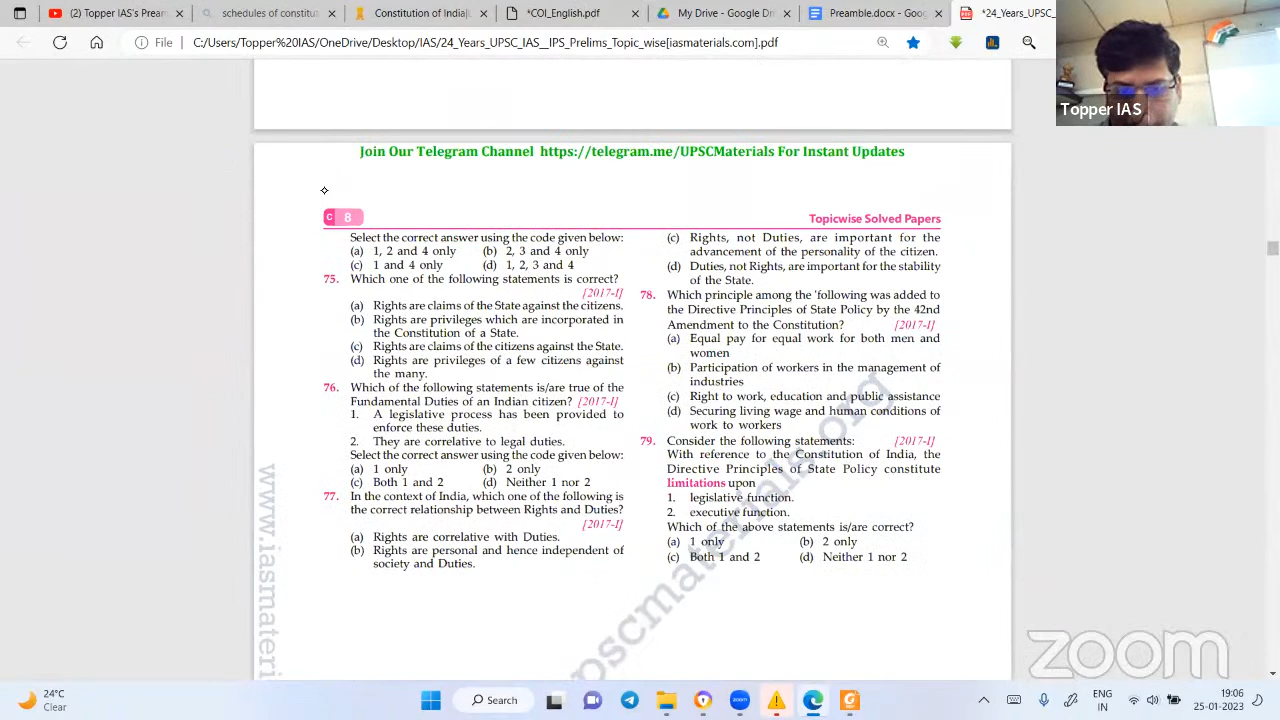 (2) Topper IAS's Pream
schedules on constitution
Constitution of India
*COI_English.pdf
My Drive - Google Dri
Preamble.docx - Goog
*24_Years_UPSC_
File
C:/Users/Topper%20IAS/OneDrive/Desktop/IAS/24_Years_UPSC_IAS__IPS_Prelims_Topic_wise[iasmaterials.com].pdf
Topper IAS
Join Our Telegram Channel https://telegram.me/UPSCMaterials For Instant Updates
C 8
Topicwise Solved Papers
Select the correct answer using the code given below:
(a) 1, 2 and 4 only (b) 2, 3 and 4 only
(c) 1 and 4 only (d) 1, 2, 3 and 4
75. Which one of the following statements is correct?
[2017-I]
(a) Rights are claims of the State against the citizens.
(b) Rights are privileges which are incorporated in
the Constitution of a State.
(c) Rights are claims of the citizens against the State.
(d) Rights are privileges of a few citizens against
the many.
76. Which of the following statements is/are true of the
Fundamental Duties of an Indian citizen? [2017-I]
1. A legislative process has been provided to
enforce these duties.
2. They are correlative to legal duties.
Select the correct answer using the code given below:
(a) 1 only (b) 2 only
(c) Both 1 and 2 (d) Neither 1 nor 2
77. In the context of India, which one of the following is
the correct relationship between Rights and Duties?
[2017-I]
(a) Rights are correlative with Duties.
(b) Rights are personal and hence independent of
society and Duties.
(c) Rights, not Duties, are important for the
advancement of the personality of the citizen.
(d) Duties, not Rights, are important for the stability
of the State.
78. Which principle among the 'following was added to
the Directive Principles of State Policy by the 42nd
Amendment to the Constitution? [2017-I]
(a) Equal pay for equal work for both men and
women
(b) Participation of workers in the management of
industries
(c) Right to work, education and public assistance
(d) Securing living wage and human conditions of
work to workers
79. Consider the following statements: [2017-I]
With reference to the Constitution of India, the
Directive Principles of State Policy constitute
limitations upon
1. legislative function.
2. executive function.
Which of the above statements is/are correct?
(a) 1 only (b) 2 only
(c) Both 1 and 2 (d) Neither 1 nor 2
www.iasmateri
upscmaterials.org
zoom
24°C
Clear
Search
zoom
ENG
IN
19:06
25-01-2023